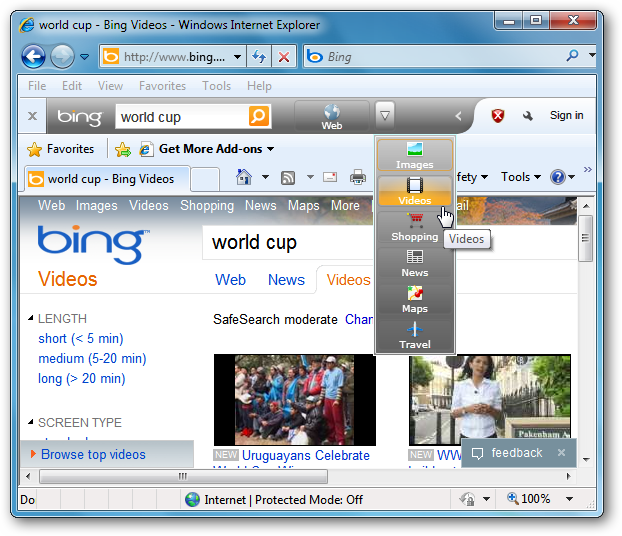 world cup - Bing Videos - Windows Internet Explorer
http://www.bing....
Bing
File Edit View Favorites Tools Help
bing world cup Web Sign in
Favorites Get More Add-ons
world cup - Bing Videos
fety Tools
Images
Videos
Shopping
News
Maps
Travel
Videos
Web Images Videos Shopping News Maps More ail
bing
world cup
Videos
Web News Videos
LENGTH
short (< 5 min)
medium (5-20 min)
long (> 20 min)
SafeSearch moderate Chan
SCREEN TYPE
Browse top videos
NEW Uruguayans Celebrate
NEW WW
Pakenham
feedback
Do
Internet | Protected Mode: Off
100%